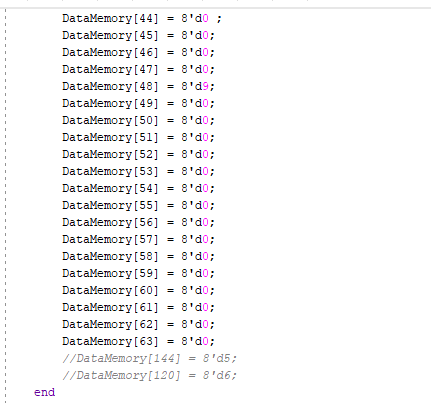 DataMemory[44] = 8'd0 ;
DataMemory[45] = 8'd0;
DataMemory[46] = 8'd0;
DataMemory[47] = 8'd0;
DataMemory[48] = 8'd9;
DataMemory[49] = 8'd0;
DataMemory[50] = 8'd0;
DataMemory[51] = 8'd0;
DataMemory[52] = 8'd0;
DataMemory[53] = 8'd0;
DataMemory[54] = 8'd0;
DataMemory[55] = 8'd0;
DataMemory[56] = 8'd0;
DataMemory[57] = 8'd0;
DataMemory[58] = 8'd0;
DataMemory[59] = 8'd0;
DataMemory[60] = 8'd0;
DataMemory[61] = 8'd0;
DataMemory[62] = 8'd0;
DataMemory[63] = 8'd0;
//DataMemory[144] = 8'd5;
//DataMemory[120] = 8'd6;
end